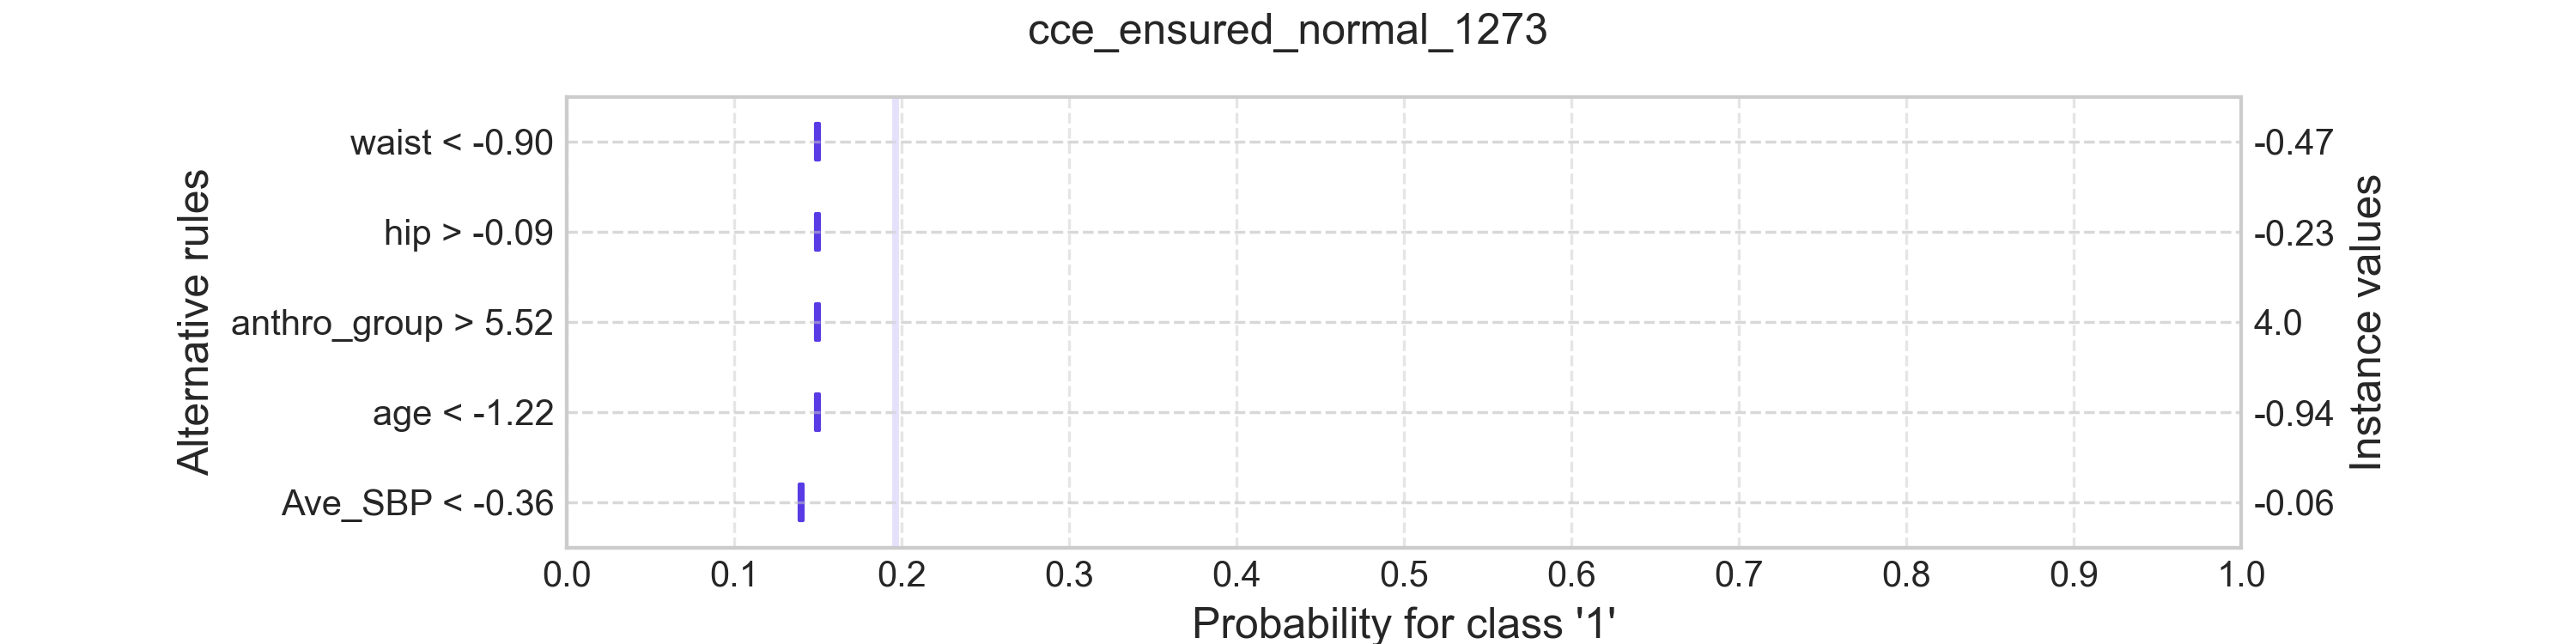 cce_ensured_normal_1273
Alternative rules
waist < -0.90
hip > -0.09
anthro_group > 5.52
age < -1.22
Ave_SBP < -0.36
-0.47
-0.23
4.0
-0.94
-0.06
Instance values
0.0 0.1 0.2 0.3 0.4 0.5 0.6 0.7 0.8 0.9 1.0
Probability for class '1'